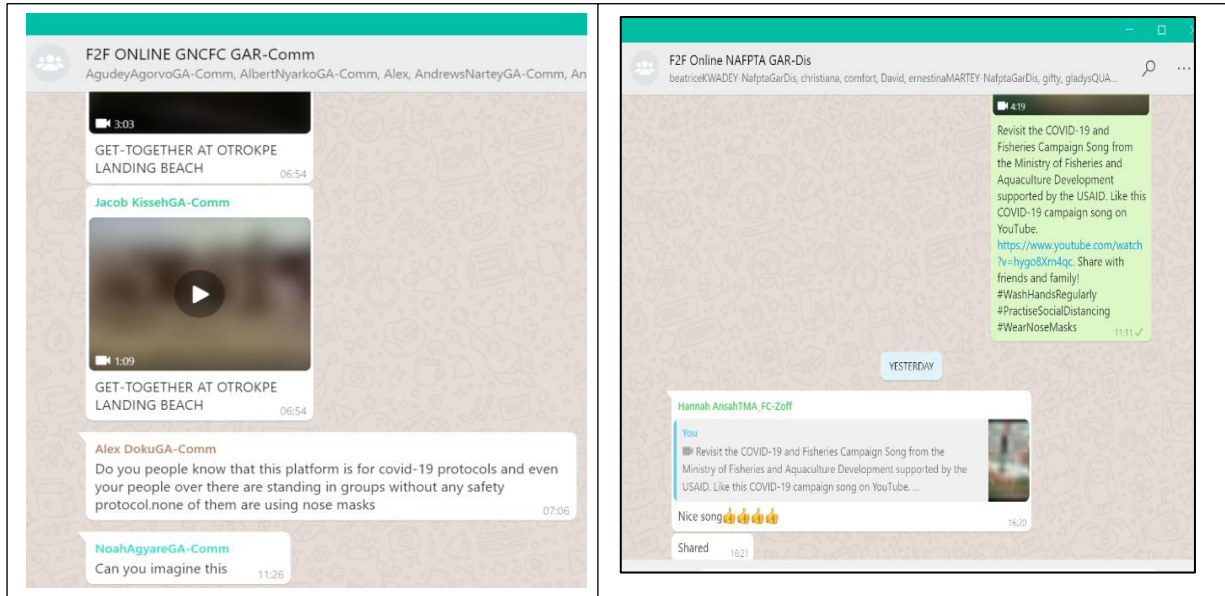 F2F ONLINE GNCFC GAR-Comm
AgudeyAgorvoGA-Comm, AlbertNyarkoGA-Comm, Alex, AndrewsNarteyGA-Comm, An
3:03
GET-TOGETHER AT OTROKPE
LANDING BEACH
06:54
Jacob KissehGA-Comm
1:09
GET-TOGETHER AT OTROKPE
LANDING BEACH
06:54
Alex DokuGA-Comm
Do you people know that this platform is for covid-19 protocols and even
your people over there are standing in groups without any safety
protocol.none of them are using nose masks
07:06
NoahAgyareGA-Comm
Can you imagine this
11:26
F2F Online NAFPTA GAR-Dis
beatriceKWADEY-NafptaGarDis, christiana, comfort, David, ernestinaMARTEY-NafptaGarDis, gifty, gladysQUA...
4:19
Revisit the COVID-19 and
Fisheries Campaign Song from
the Ministry of Fisheries and
Aquaculture Development
supported by the USAID. Like this
COVID-19 campaign song on
YouTube.
https://www.youtube.com/watch
?v=hygo8Xrn4qc. Share with
friends and family!
#WashHandsRegularly
#PractiseSocialDistancing
#WearNoseMasks
11:11
YESTERDAY
Hannah AnsahTMA_FC-Zoff
You
Revisit the COVID-19 and Fisheries Campaign Song from the
Ministry of Fisheries and Aquaculture Development supported by the
USAID. Like this COVID-19 campaign song on YouTube. ...
Nice song👍👍👍👍
16:20
Shared
16:21